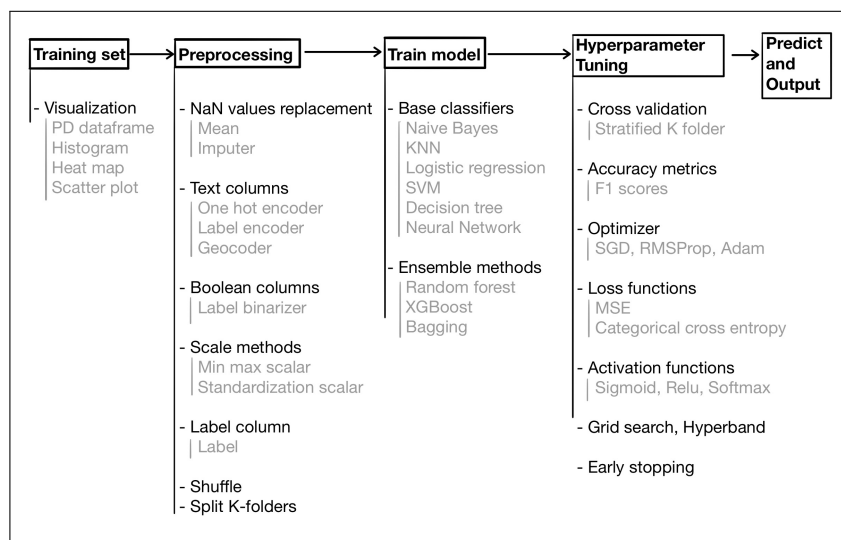 Training set
- Visualization
PD dataframe
Histogram
Heat map
Scatter plot
Preprocessing
- NaN values replacement
Mean
Imputer
- Text columns
One hot encoder
Label encoder
Geocoder
- Boolean columns
Label binarizer
- Scale methods
Min max scalar
Standardization scalar
- Label column
Label
- Shuffle
- Split K-folders
Train model
- Base classifiers
Naive Bayes
KNN
Logistic regression
SVM
Decision tree
Neural Network
- Ensemble methods
Random forest
XGBoost
Bagging
Hyperparameter
Tuning
- Cross validation
Stratified K folder
- Accuracy metrics
F1 scores
- Optimizer
SGD, RMSProp, Adam
- Loss functions
MSE
Categorical cross entropy
- Activation functions
Sigmoid, Relu, Softmax
- Grid search, Hyperband
- Early stopping
Predict
and
Output